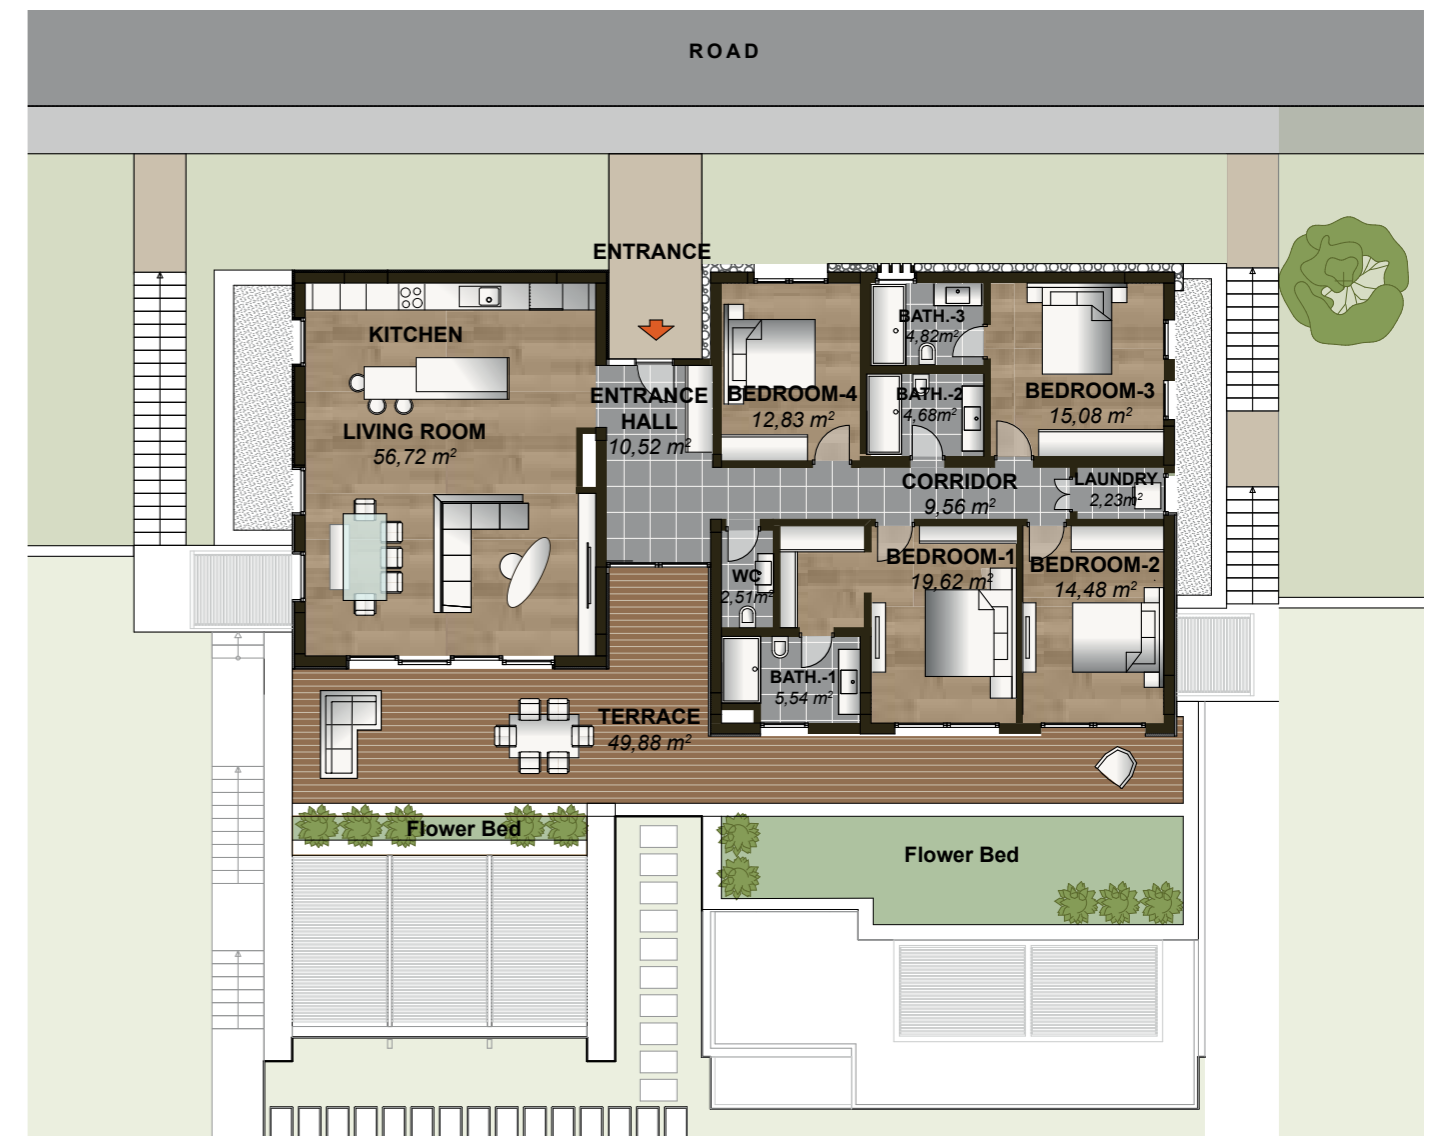 ROAD
ENTRANCE
KITCHEN
LIVING ROOM
56,72 m²
ENTRANCE
HALL
10,52 m²
BEDROOM-4
12,83 m²
BATH.-3
4,82m²
BATH.-2
4,68m²
BEDROOM-3
15,08 m²
CORRIDOR
9,56 m²
LAUNDRY
2,23m²
WC
2,51m²
BEDROOM-1
19,62 m²
BEDROOM-2
14,48 m²
BATH.-1
5,54 m²
TERRACE
49,88 m²
Flower Bed
Flower Bed